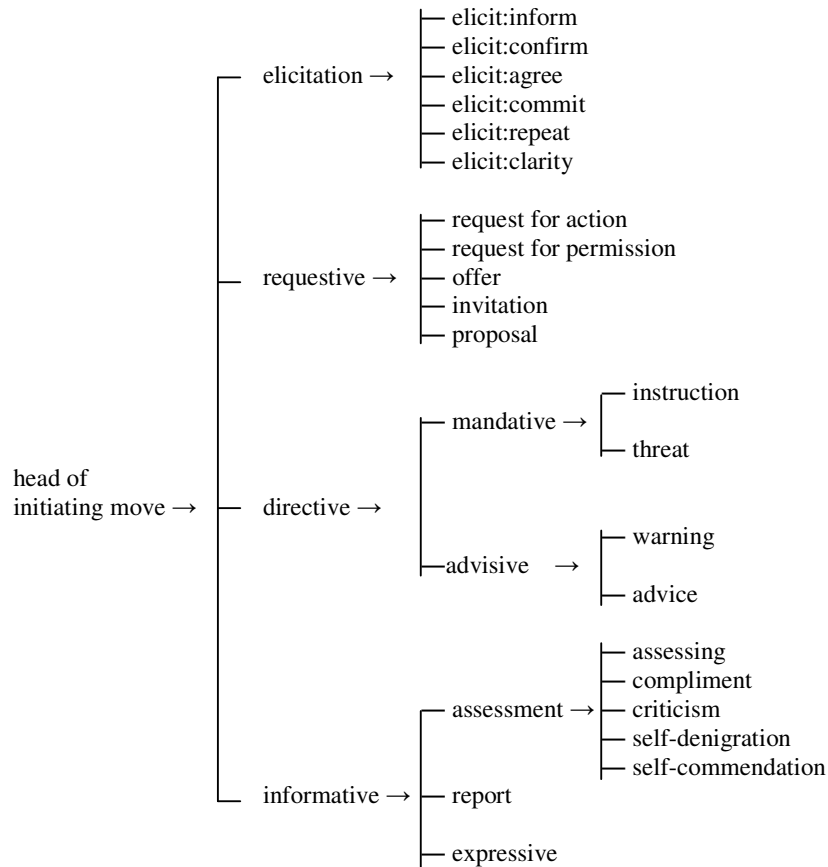 elicit:inform
elicit:confirm
elicitation → elicit:agree
elicit:commit
elicit:repeat
elicit:clarity
request for action
request for permission
requestive → offer
invitation
proposal
instruction
mandative →
threat
head of
initiating move → directive →
warning
advisive →
advice
assessing
compliment
assessment → criticism
self-denigration
self-commendation
informative → report
expressive